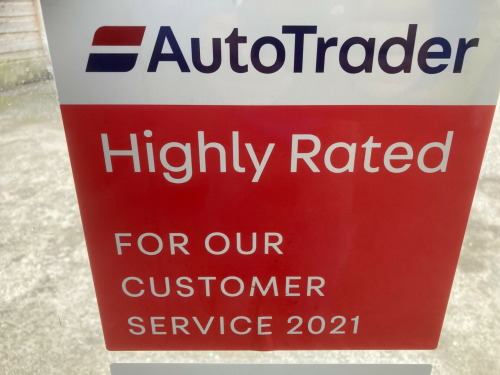 AutoTrader
Highly Rated
FOR OUR
CUSTOMER
SERVICE 2021